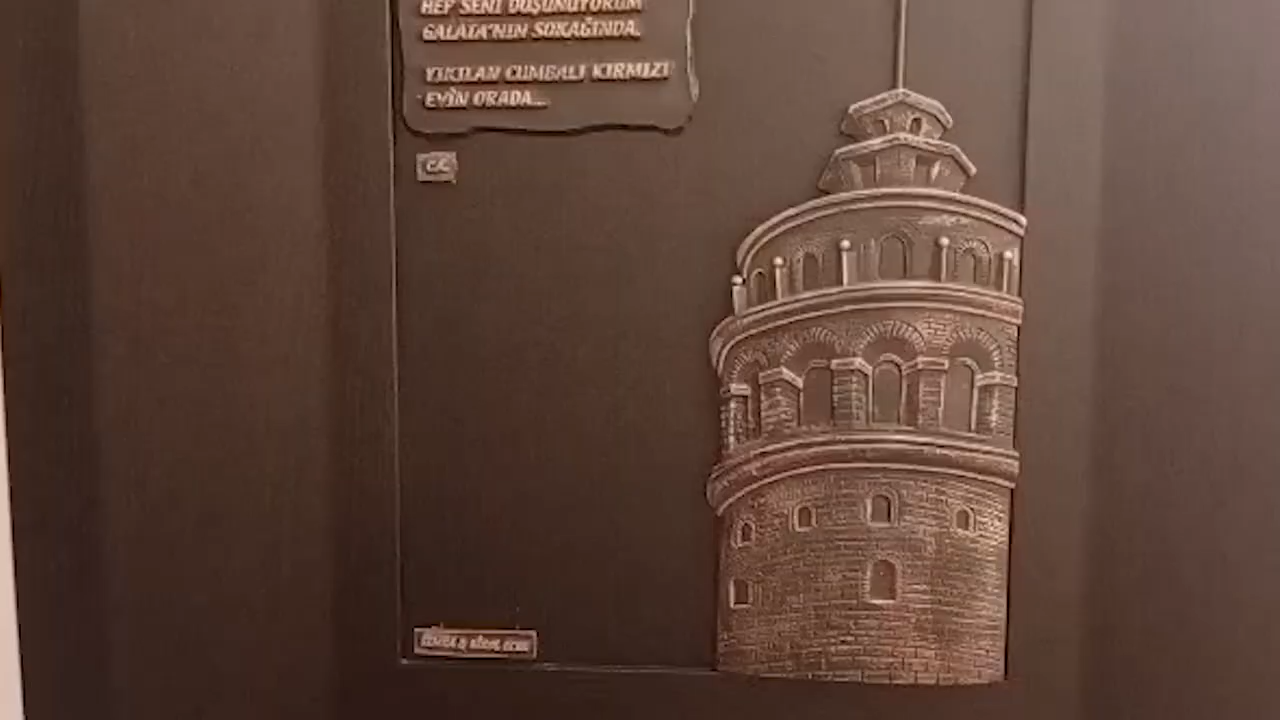 HEP SENİ DÜŞÜNÜYORUM
GALATA'NIN SOKAĞINDA.
YIKILAN CUMBALI KIRMIZI
EVİN ORADA...